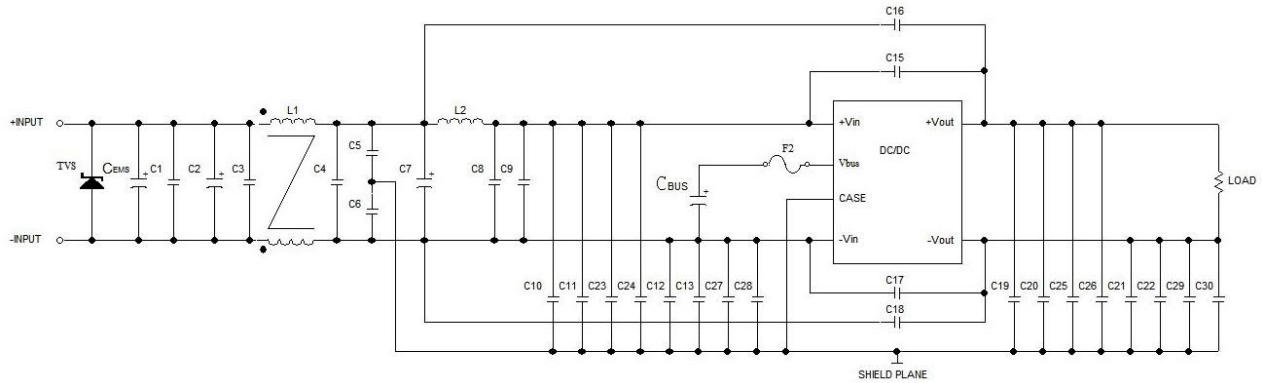 C16
C15
L1
L2
+INPUT
TVS
CEMS
C1
C2
C3
C4
C5
C6
C7
C8
C9
-INPUT
CBUS
F2
+Vin
Vbus
CASE
-Vin
DC/DC
+Vout
-Vout
LOAD
C10
C11
C23
C24
C12
C13
C27
C28
C17
C18
C19
C20
C25
C26
C21
C22
C29
C30
SHIELD PLANE